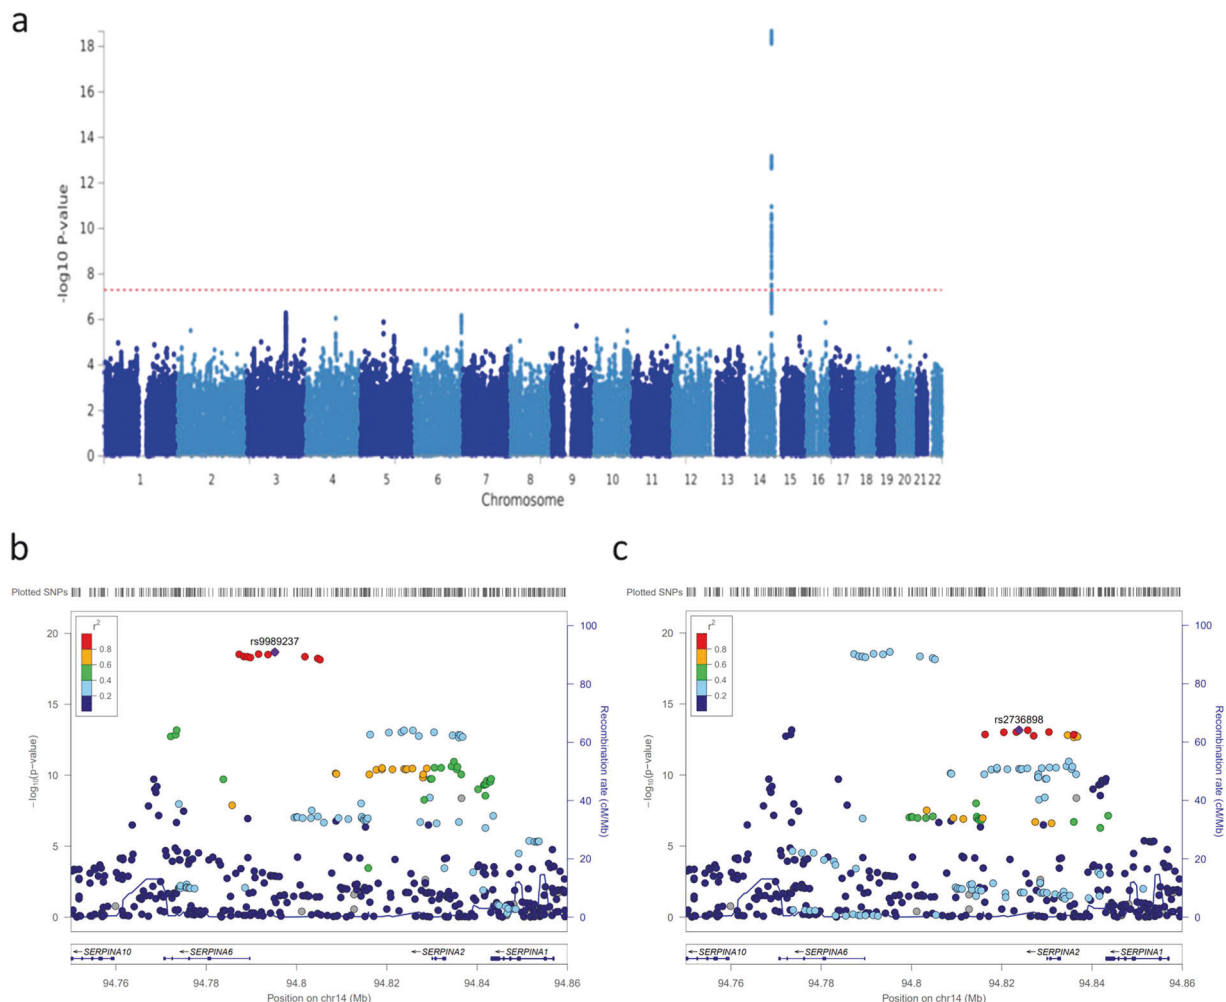 a
-log10 P-value
18
16
14
12
10
8
6
4
2
0
1 2 3 4 5 6 7 8 9 10 11 12 13 14 15 16 17 18 19 20 21 22
Chromosome
b
Plotted SNPs
r²
0.8
0.6
0.4
0.2
rs9989237
−log₁₀(p−value)
20
15
10
5
0
Recombination rate (cM/Mb)
100
80
60
40
20
0
←SERPINA10 ←SERPINA6 ←SERPINA2 ←SERPINA1
94.76 94.78 94.8 94.82 94.84 94.86
Position on chr14 (Mb)
c
Plotted SNPs
r²
0.8
0.6
0.4
0.2
rs2736898
−log₁₀(p−value)
20
15
10
5
0
Recombination rate (cM/Mb)
100
80
60
40
20
0
←SERPINA10 ←SERPINA6 ←SERPINA2 ←SERPINA1
94.76 94.78 94.8 94.82 94.84 94.86
Position on chr14 (Mb)